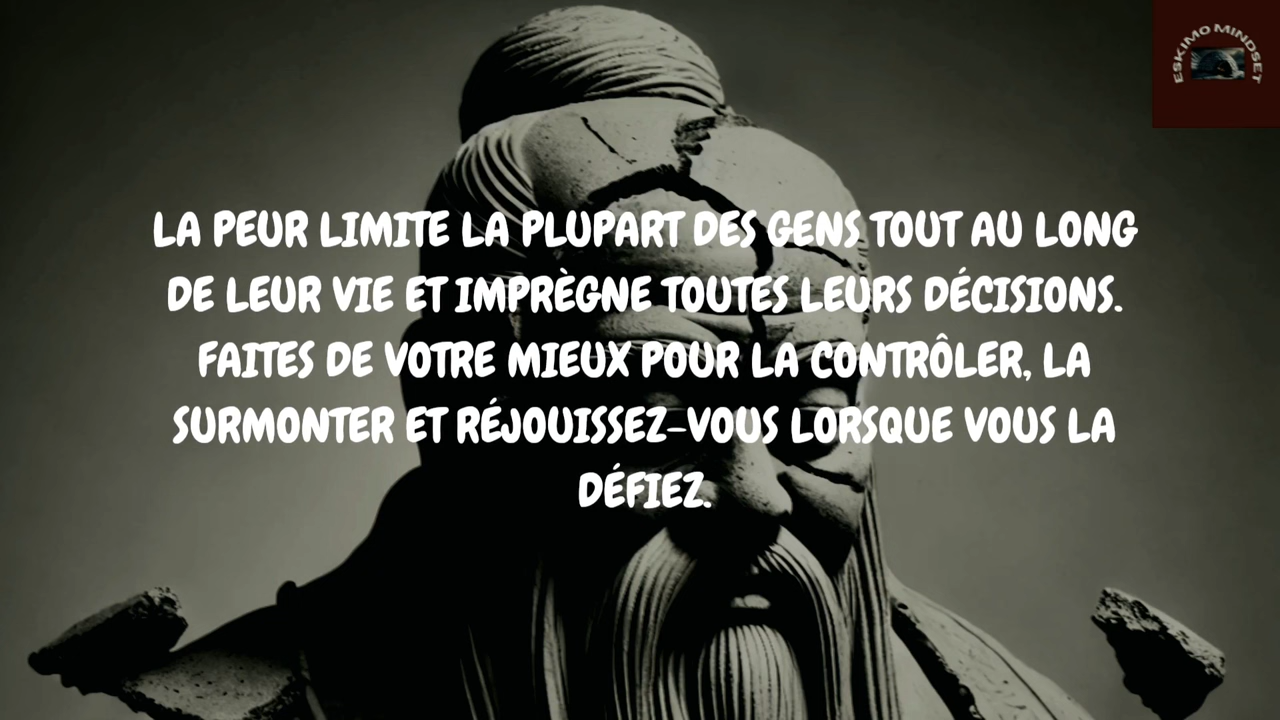 ESKIMO MINDSET
LA PEUR LIMITE LA PLUPART DES GENS TOUT AU LONG
DE LEUR VIE ET IMPRÈGNE TOUTES LEURS DÉCISIONS.
FAITES DE VOTRE MIEUX POUR LA CONTRÔLER, LA
SURMONTER ET RÉJOUISSEZ-VOUS LORSQUE VOUS LA
DÉFIEZ.